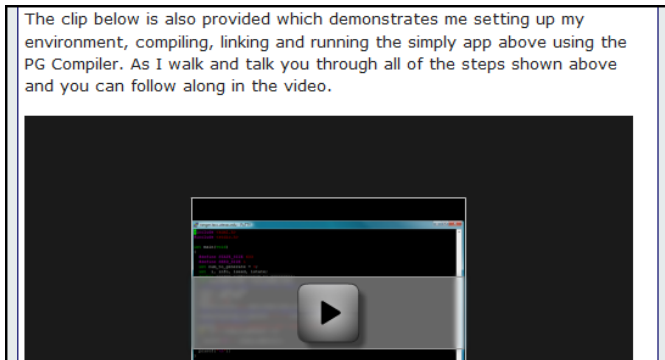 The clip below is also provided which demonstrates me setting up my
environment, compiling, linking and running the simply app above using the
PG Compiler. As I walk and talk you through all of the steps shown above
and you can follow along in the video.